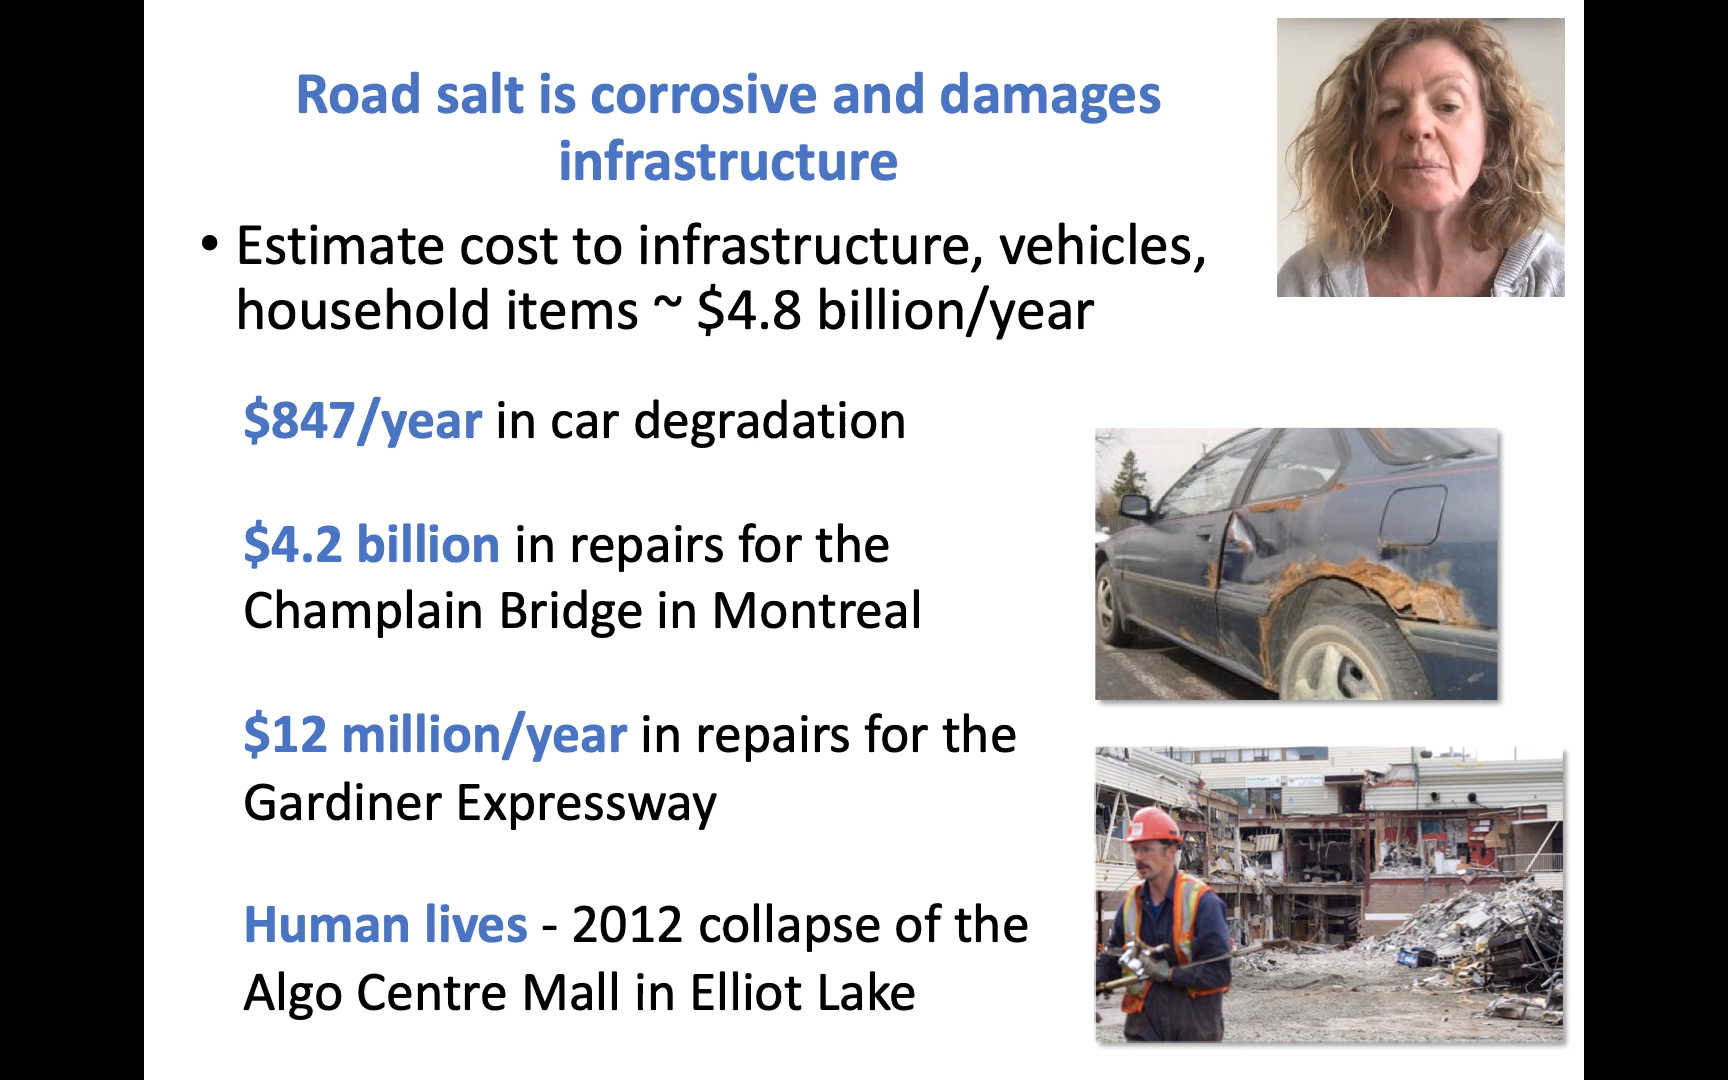 Road salt is corrosive and damages
infrastructure
• Estimate cost to infrastructure, vehicles,
household items ~ $4.8 billion/year
$847/year in car degradation
$4.2 billion in repairs for the
Champlain Bridge in Montreal
$12 million/year in repairs for the
Gardiner Expressway
Human lives - 2012 collapse of the
Algo Centre Mall in Elliot Lake